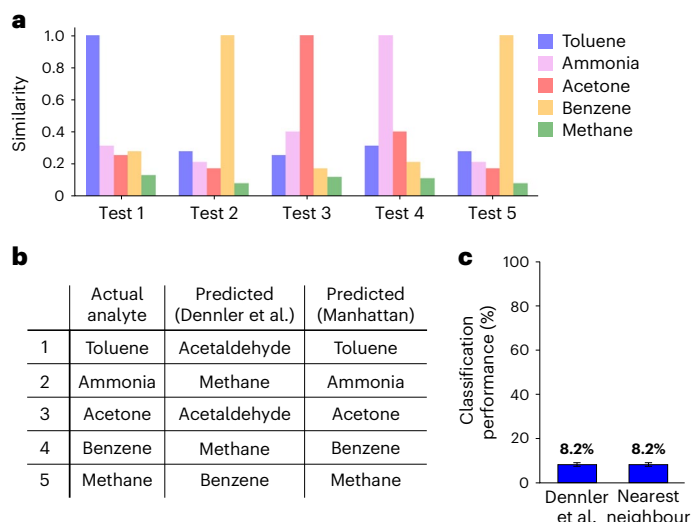 a
Similarity
1.0
0.8
0.6
0.4
0.2
0
Test 1 Test 2 Test 3 Test 4 Test 5
Toluene
Ammonia
Acetone
Benzene
Methane
b
Actual analyte Predicted (Dennler et al.) Predicted (Manhattan)
1 Toluene Acetaldehyde Toluene
2 Ammonia Methane Ammonia
3 Acetone Acetaldehyde Acetone
4 Benzene Methane Benzene
5 Methane Benzene Methane
c
Classification
performance (%)
100
80
60
40
20
0
8.2% 8.2%
Dennler et al. Nearest neighbour